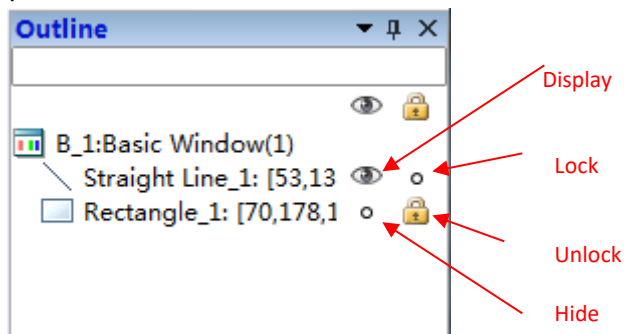 Outline
Display
B_1:Basic Window(1)
Straight Line_1: [53,13
Lock
Rectangle_1: [70,178,1
Unlock
Hide